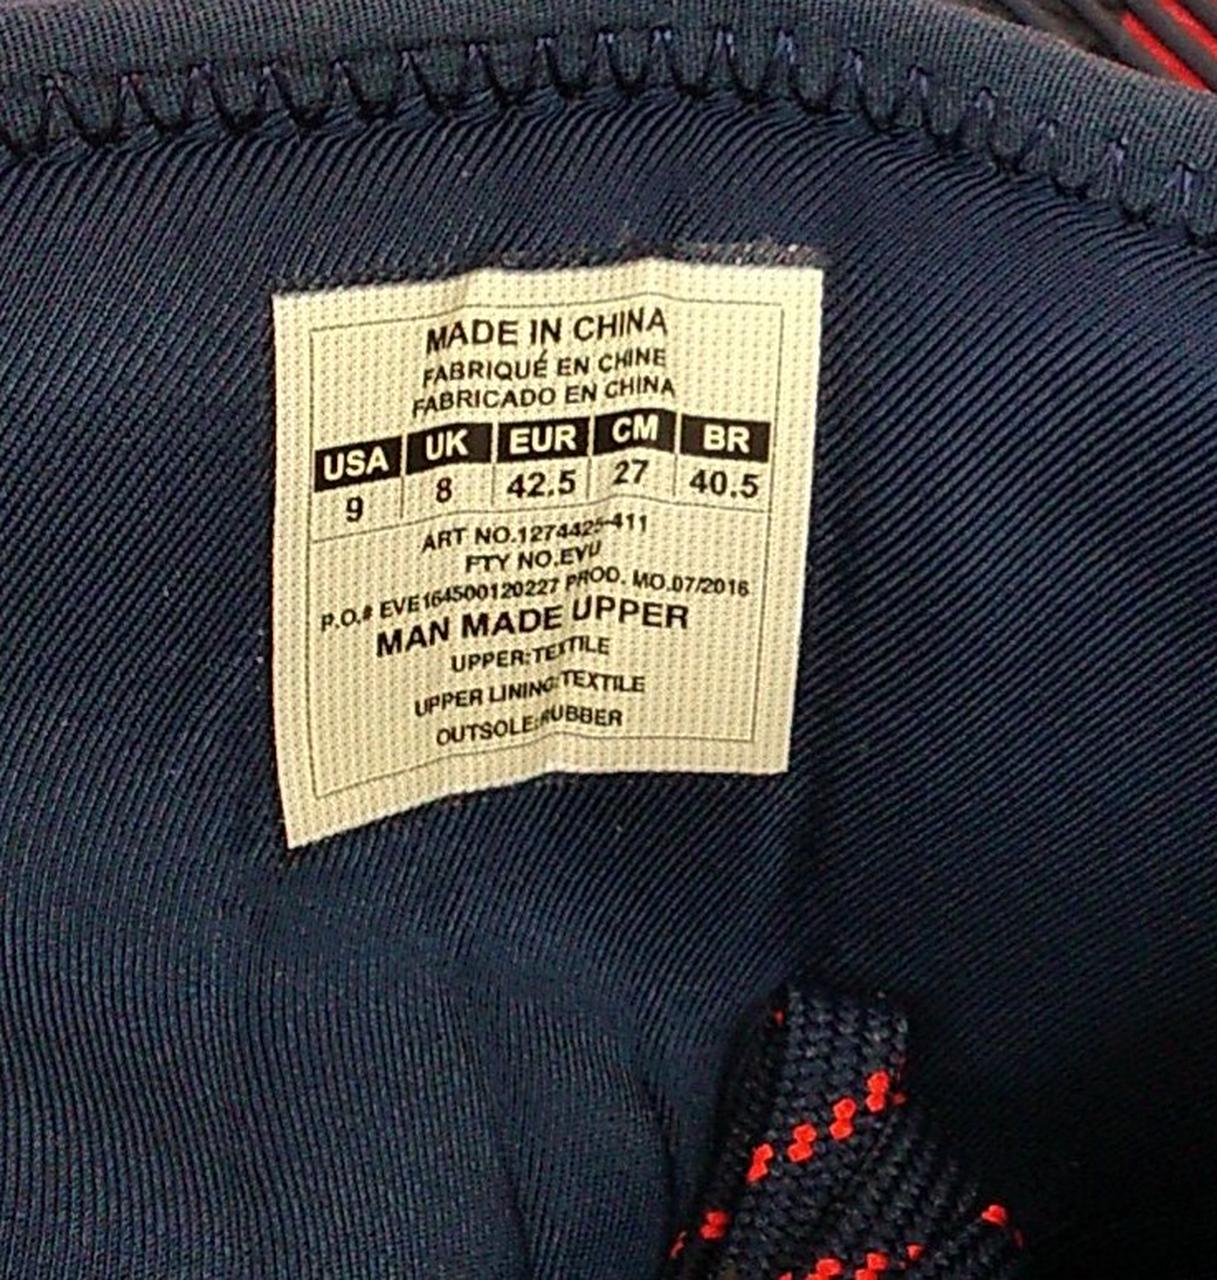 MADE IN CHINA
FABRIQUÉ EN CHINE
FABRICADO EN CHINA
USA UK EUR CM BR
9 8 42.5 27 40.5
ART NO.1274425-411
FTY NO.EVU
P.O.# EVE164500120227 PROD. MO.07/2016
MAN MADE UPPER
UPPER:TEXTILE
UPPER LINING:TEXTILE
OUTSOLE:RUBBER